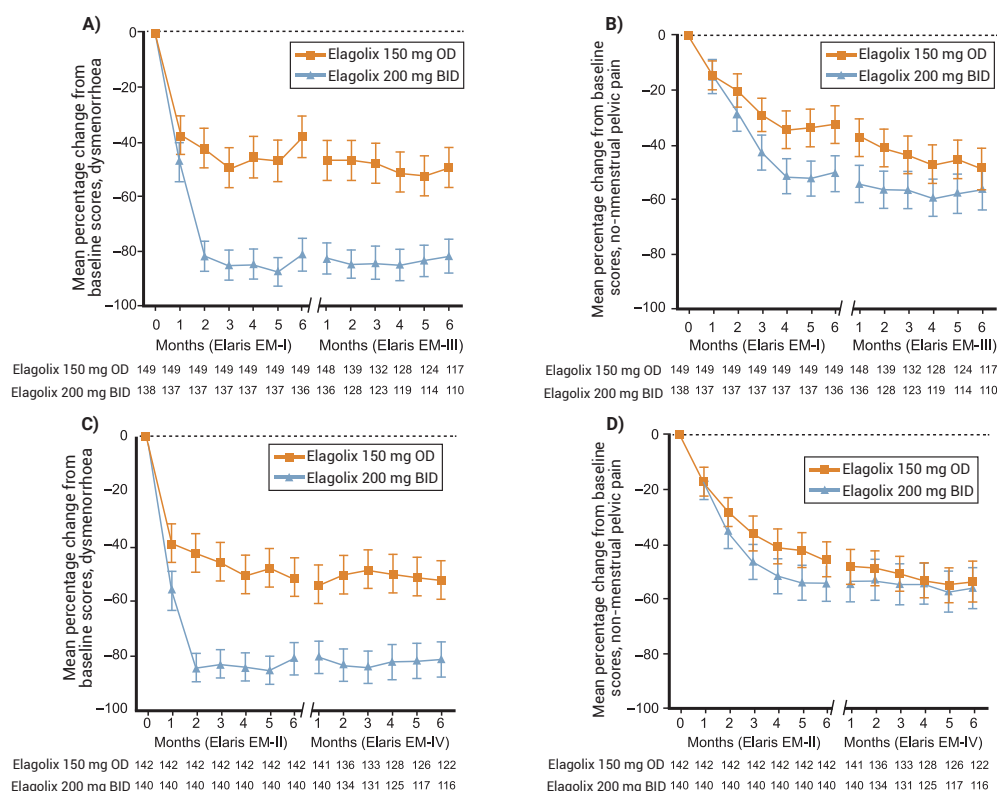 A)
Mean percentage change from
baseline scores, dysmenorrhoea
0
−20
−40
−60
−80
−100
Elagolix 150 mg OD
Elagolix 200 mg BID
0 1 2 3 4 5 6 1 2 3 4 5 6
Months (Elaris EM-I) Months (Elaris EM-III)
Elagolix 150 mg OD 149 149 149 149 149 149 149 148 139 132 128 124 117
Elagolix 200 mg BID 138 137 137 137 137 136 136 136 128 123 119 114 110
B)
Mean percentage change from baseline
scores, no-nmenstrual pelvic pain
0
−20
−40
−60
−80
−100
Elagolix 150 mg OD
Elagolix 200 mg BID
0 1 2 3 4 5 6 1 2 3 4 5 6
Months (Elaris EM-I) Months (Elaris EM-III)
Elagolix 150 mg OD 149 149 149 149 149 149 149 148 139 132 128 124 117
Elagolix 200 mg BID 138 137 137 137 137 136 136 136 128 123 119 114 110
C)
Mean percentage change from
baseline scores, dysmenorrhoea
0
−20
−40
−60
−80
−100
Elagolix 150 mg OD
Elagolix 200 mg BID
0 1 2 3 4 5 6 1 2 3 4 5 6
Months (Elaris EM-II) Months (Elaris EM-IV)
Elagolix 150 mg OD 142 142 142 142 142 142 142 141 136 133 128 126 122
Elagolix 200 mg BID 140 140 140 140 140 140 140 140 134 131 125 117 116
D)
Mean percentage change from baseline
scores, non-menstrual pelvic pain
0
−20
−40
−60
−80
−100
Elagolix 150 mg OD
Elagolix 200 mg BID
0 1 2 3 4 5 6 1 2 3 4 5 6
Months (Elaris EM-II) Months (Elaris EM-IV)
Elagolix 150 mg OD 142 142 142 142 142 142 142 141 136 133 128 126 122
Elagolix 200 mg BID 140 140 140 140 140 140 140 140 134 131 125 117 116